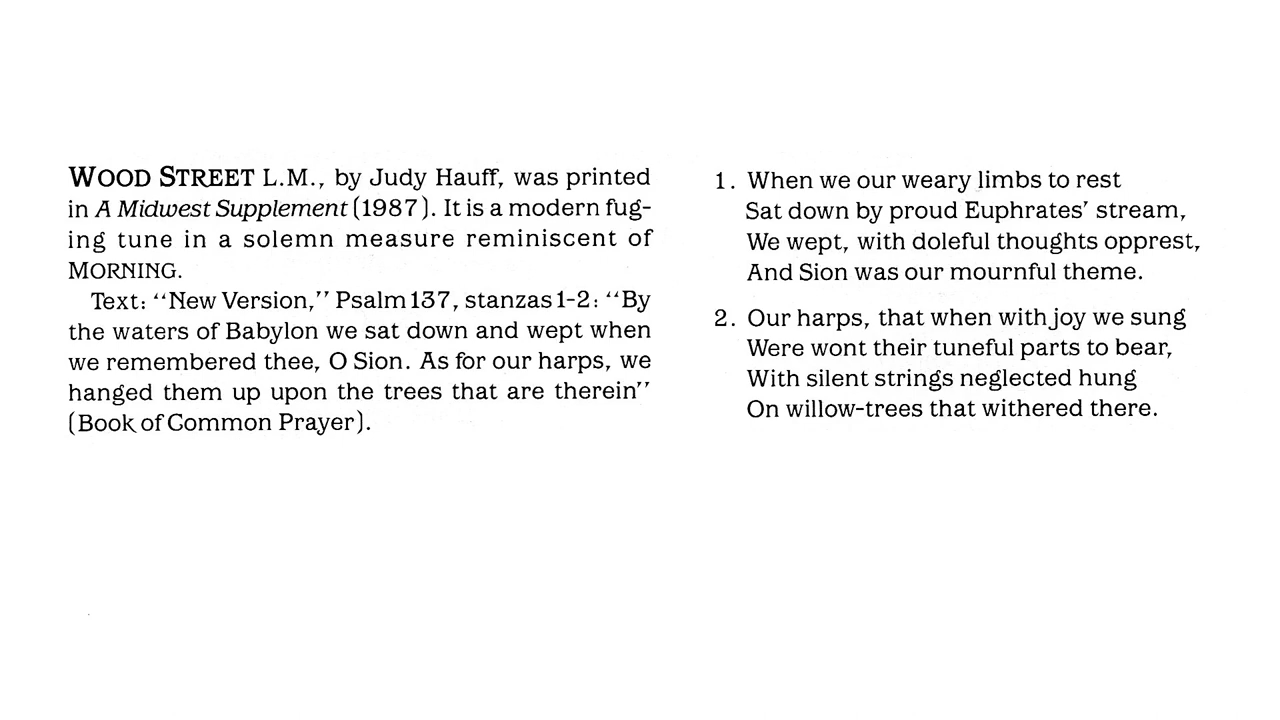 WOOD STREET L.M., by Judy Hauff, was printed
in A Midwest Supplement (1987). It is a modern fug-
ing tune in a solemn measure reminiscent of
MORNING.
Text: “New Version,” Psalm 137, stanzas 1-2: “By
the waters of Babylon we sat down and wept when
we remembered thee, O Sion. As for our harps, we
hanged them up upon the trees that are therein”
(Book of Common Prayer).
1. When we our weary limbs to rest
Sat down by proud Euphrates’ stream,
We wept, with doleful thoughts opprest,
And Sion was our mournful theme.
2. Our harps, that when with joy we sung
Were wont their tuneful parts to bear,
With silent strings neglected hung
On willow-trees that withered there.